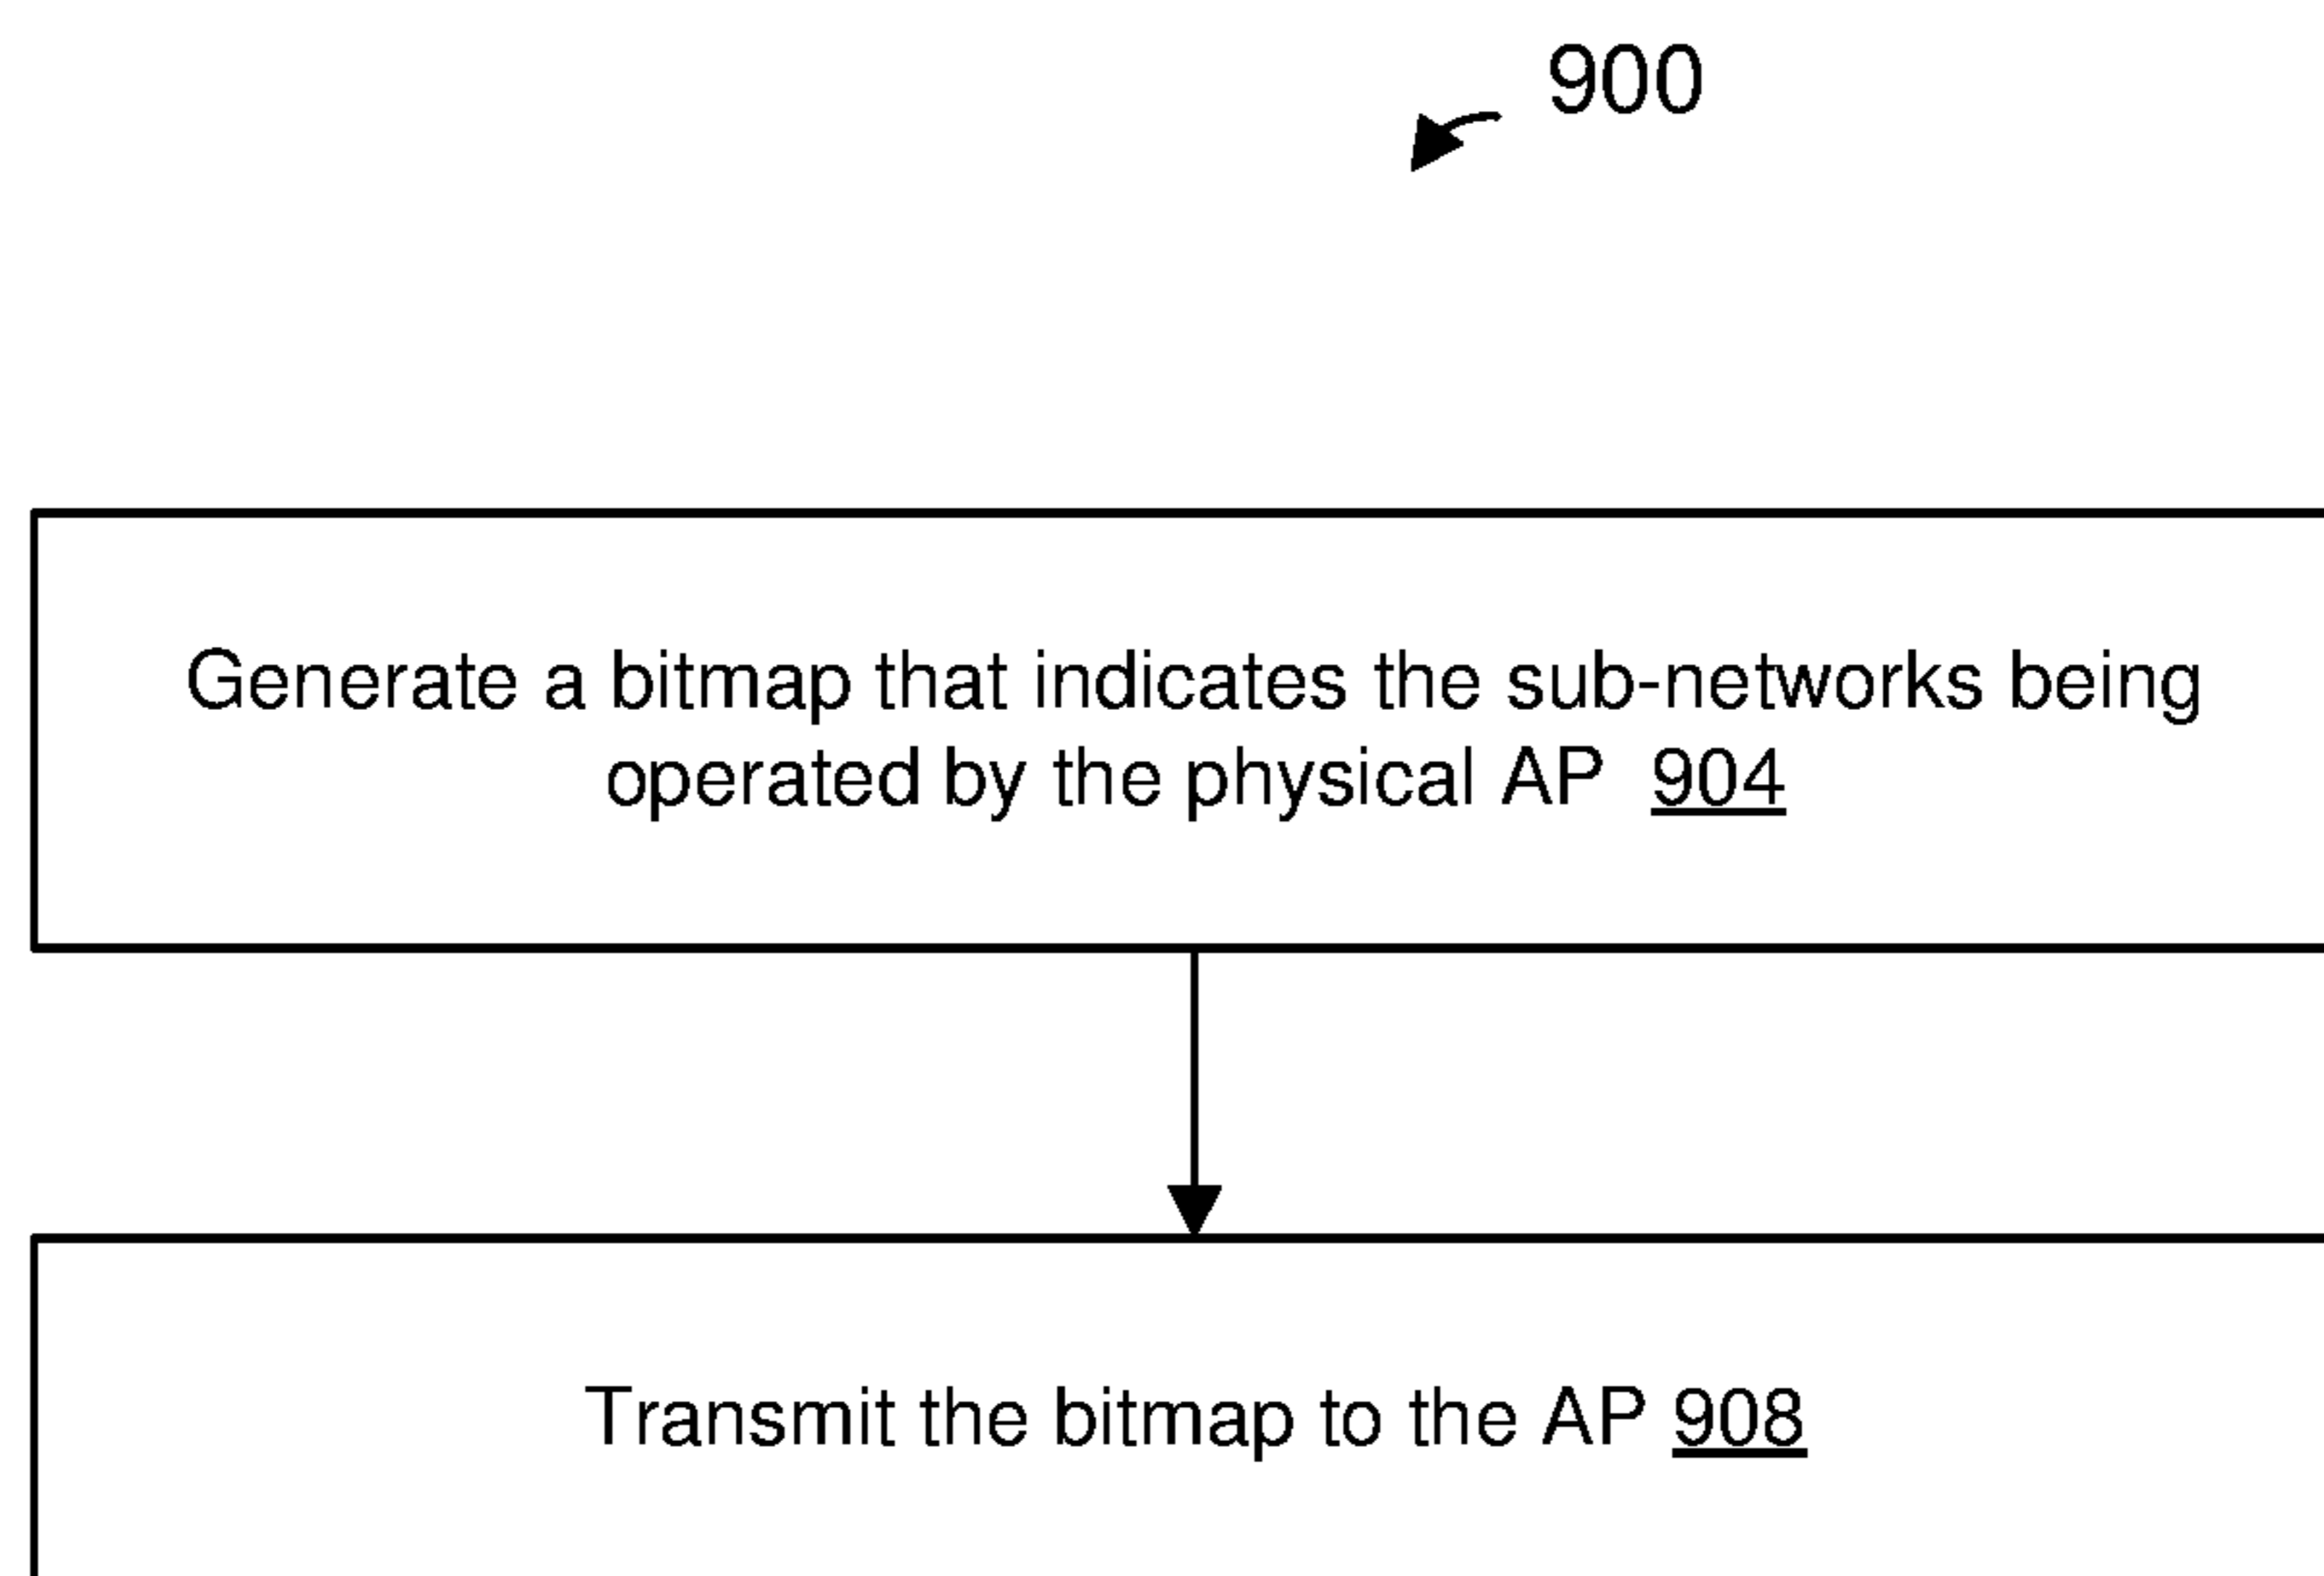 900
Generate a bitmap that indicates the sub-networks being
operated by the physical AP 904
Transmit the bitmap to the AP 908